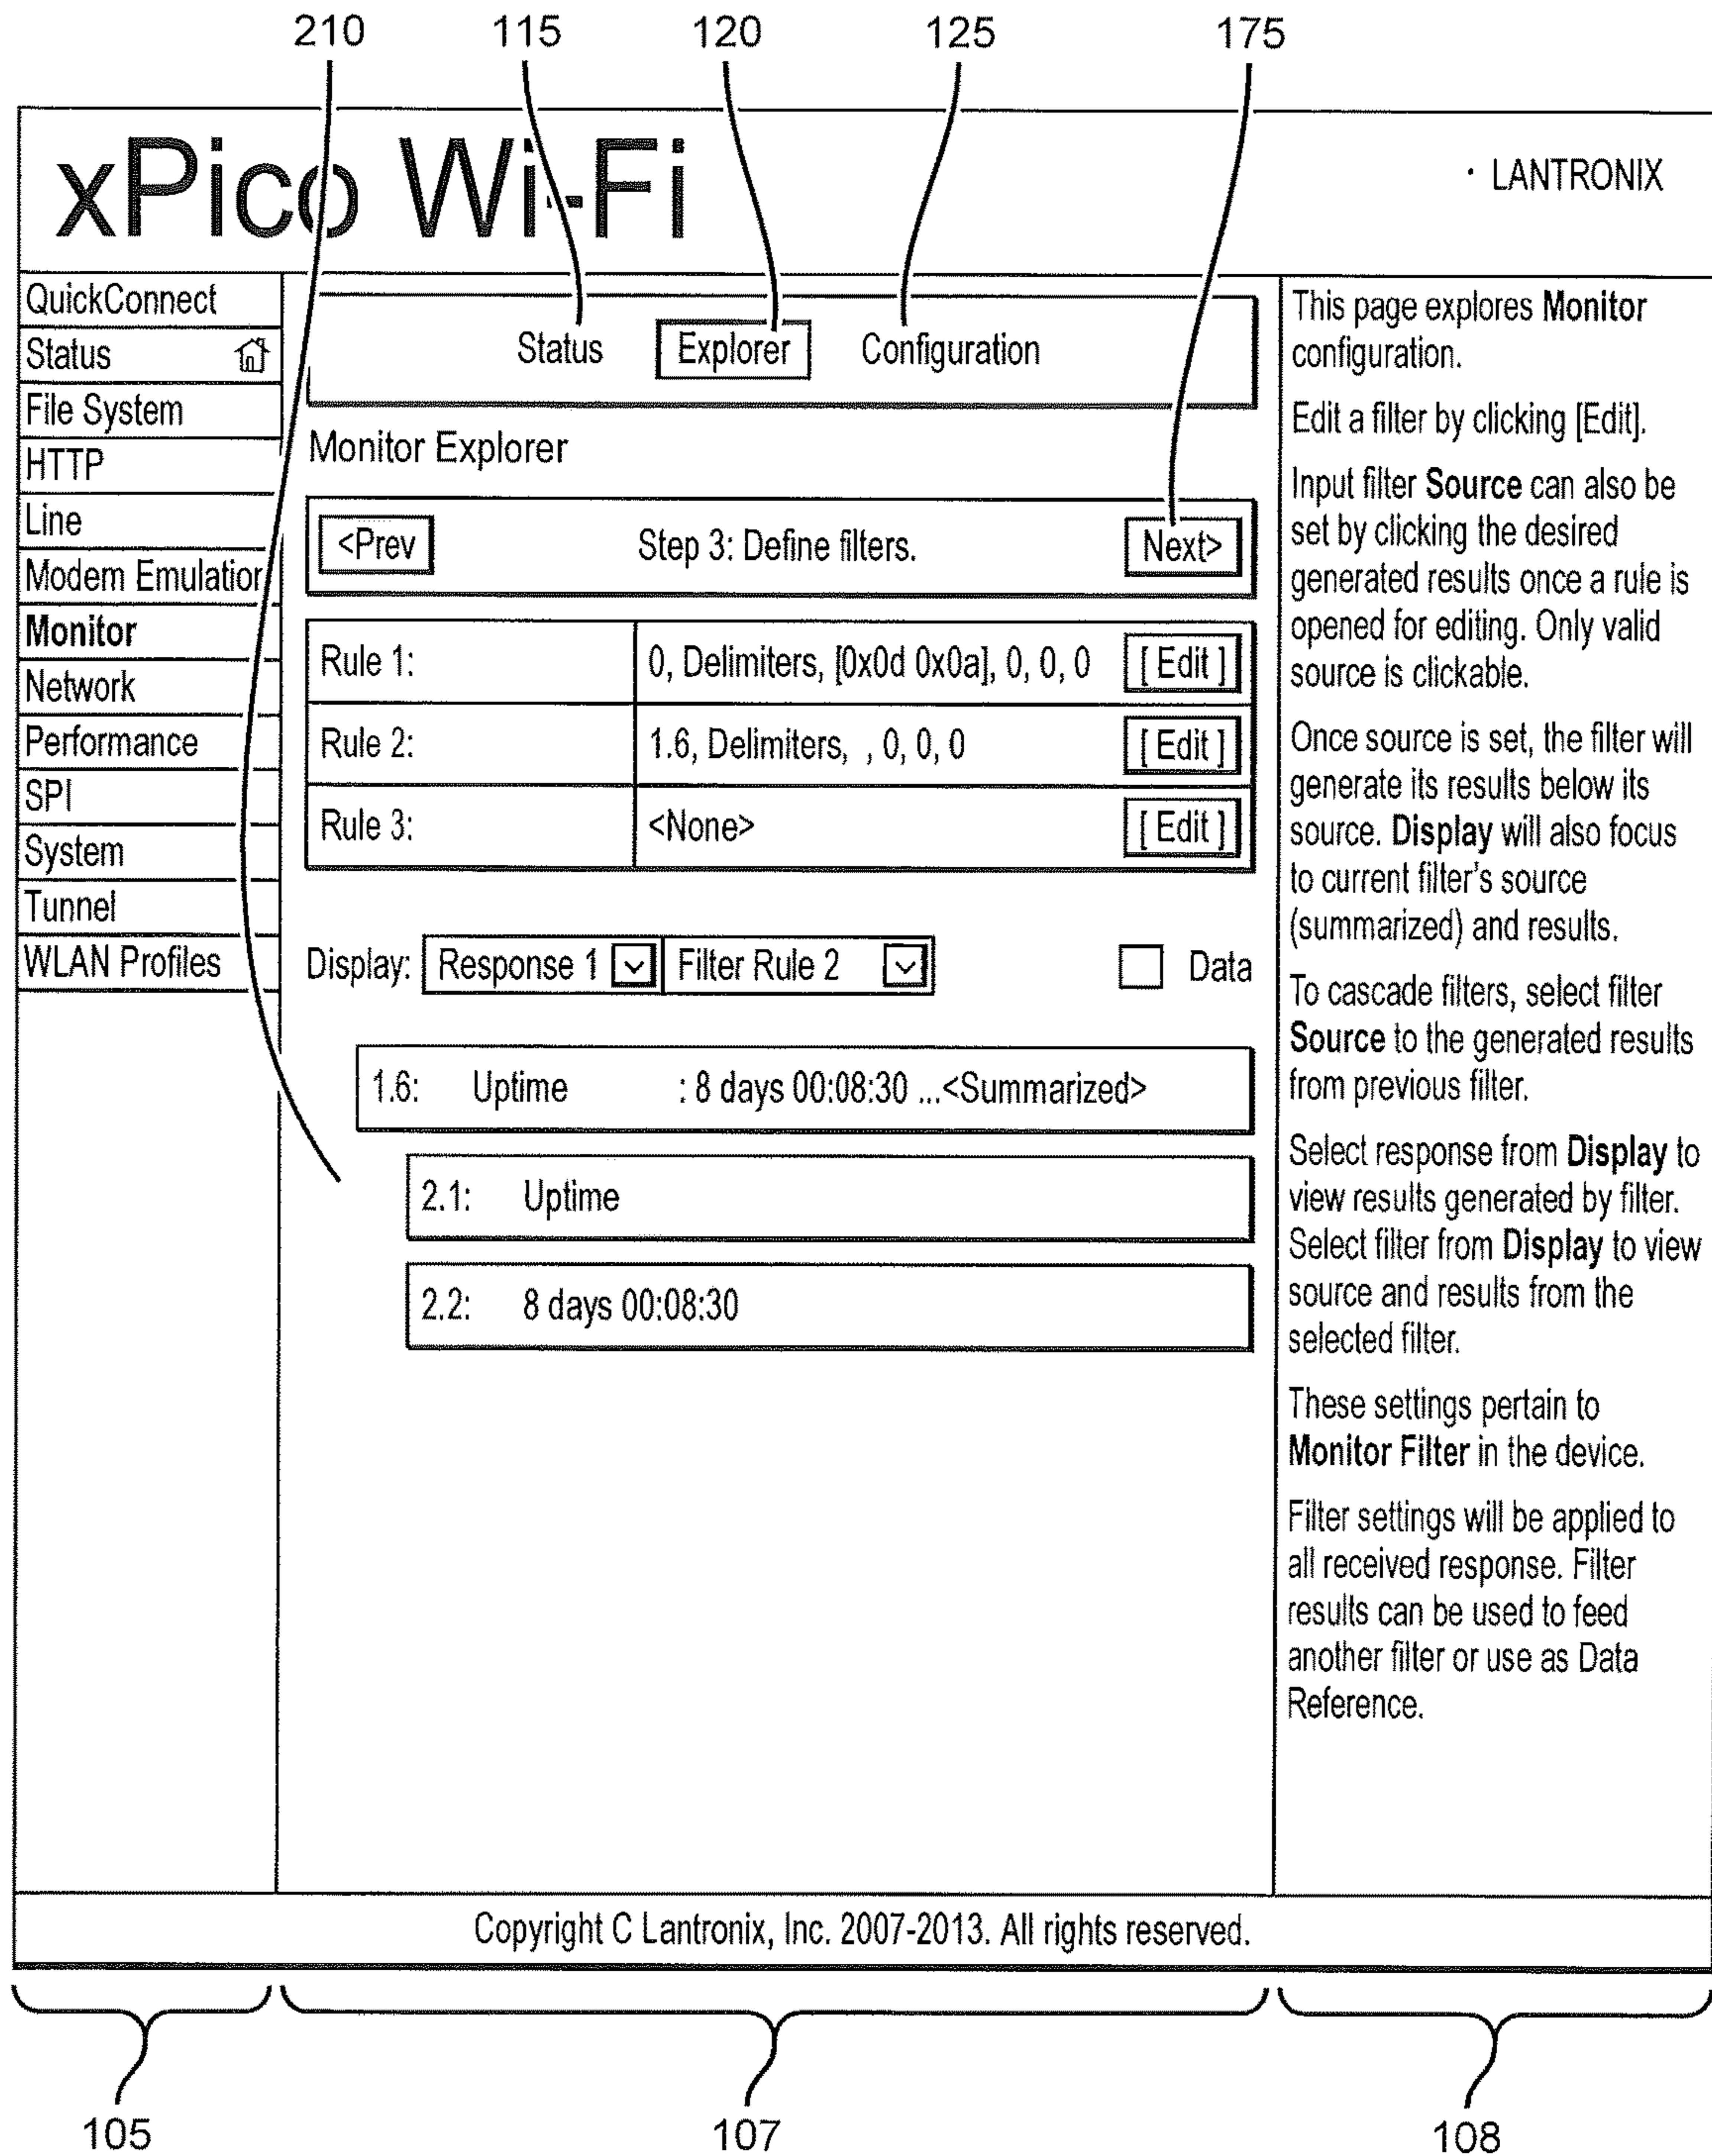 210 115 120 125 175
xPico Wi-Fi
· LANTRONIX
QuickConnect
Status
File System
HTTP
Line
Modem Emulation
Monitor
Network
Performance
SPI
System
Tunnel
WLAN Profiles
Status Explorer Configuration
Monitor Explorer
<Prev Step 3: Define filters. Next>
Rule 1: 0, Delimiters, [0x0d 0x0a], 0, 0, 0 [ Edit ]
Rule 2: 1.6, Delimiters, , 0, 0, 0 [ Edit ]
Rule 3: <None> [ Edit ]
Display: Response 1 Filter Rule 2 Data
1.6: Uptime : 8 days 00:08:30 ...<Summarized>
2.1: Uptime
2.2: 8 days 00:08:30
This page explores Monitor
configuration.
Edit a filter by clicking [Edit].
Input filter Source can also be
set by clicking the desired
generated results once a rule is
opened for editing. Only valid
source is clickable.
Once source is set, the filter will
generate its results below its
source. Display will also focus
to current filter's source
(summarized) and results.
To cascade filters, select filter
Source to the generated results
from previous filter.
Select response from Display to
view results generated by filter.
Select filter from Display to view
source and results from the
selected filter.
These settings pertain to
Monitor Filter in the device.
Filter settings will be applied to
all received response. Filter
results can be used to feed
another filter or use as Data
Reference.
Copyright C Lantronix, Inc. 2007-2013. All rights reserved.
105 107 108